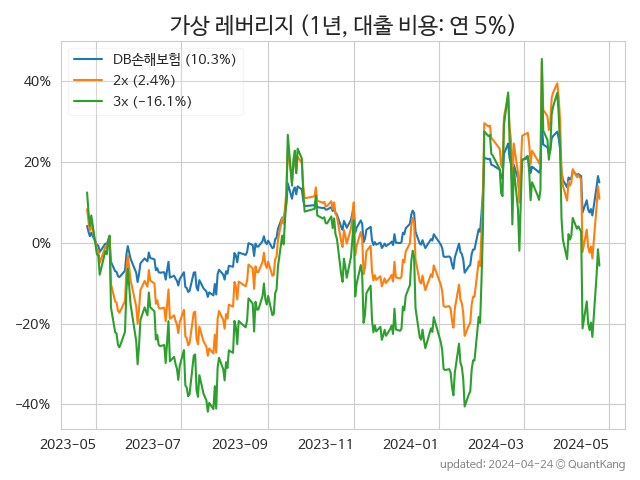 가상 레버리지 (1년, 대출 비용: 연 5%)
DB손해보험 (10.3%)
2x (2.4%)
3x (−16.1%)
40%
20%
0%
−20%
−40%
2023-05 2023-07 2023-09 2023-11 2024-01 2024-03 2024-05
updated: 2024-04-24 © QuantKang